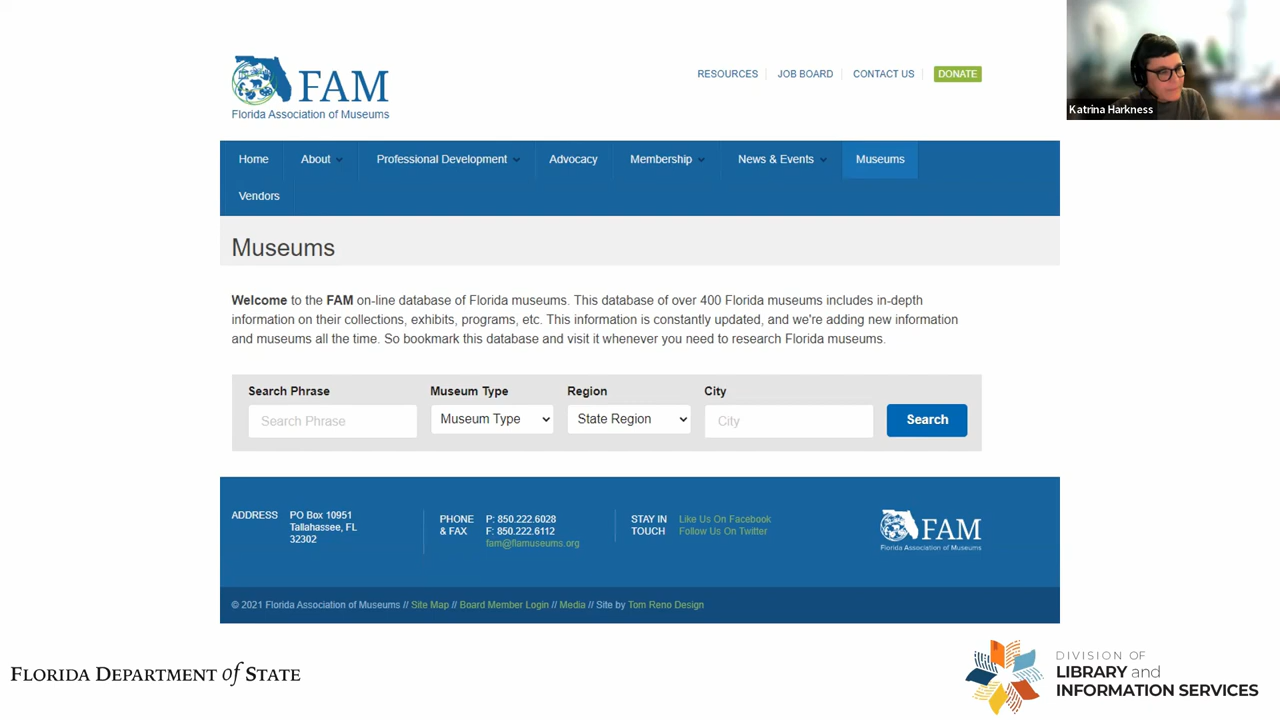 FAM
Florida Association of Museums
RESOURCES JOB BOARD CONTACT US DONATE
Katrina Harkness
Home About Professional Development Advocacy Membership News & Events Museums
Vendors
Museums
Welcome to the FAM on-line database of Florida museums. This database of over 400 Florida museums includes in-depth
information on their collections, exhibits, programs, etc. This information is constantly updated, and we're adding new information
and museums all the time. So bookmark this database and visit it whenever you need to research Florida museums.
Search Phrase Museum Type Region City
Search Phrase Museum Type State Region City Search
ADDRESS PO Box 10951
Tallahassee, FL
32302
PHONE P: 850.222.6028
& FAX F: 850.222.6112
fam@flamuseums.org
STAY IN Like Us On Facebook
TOUCH Follow Us On Twitter
FAM
Florida Association of Museums
© 2021 Florida Association of Museums // Site Map // Board Member Login // Media // Site by Tom Reno Design
FLORIDA DEPARTMENT of STATE
DIVISION OF
LIBRARY and
INFORMATION SERVICES